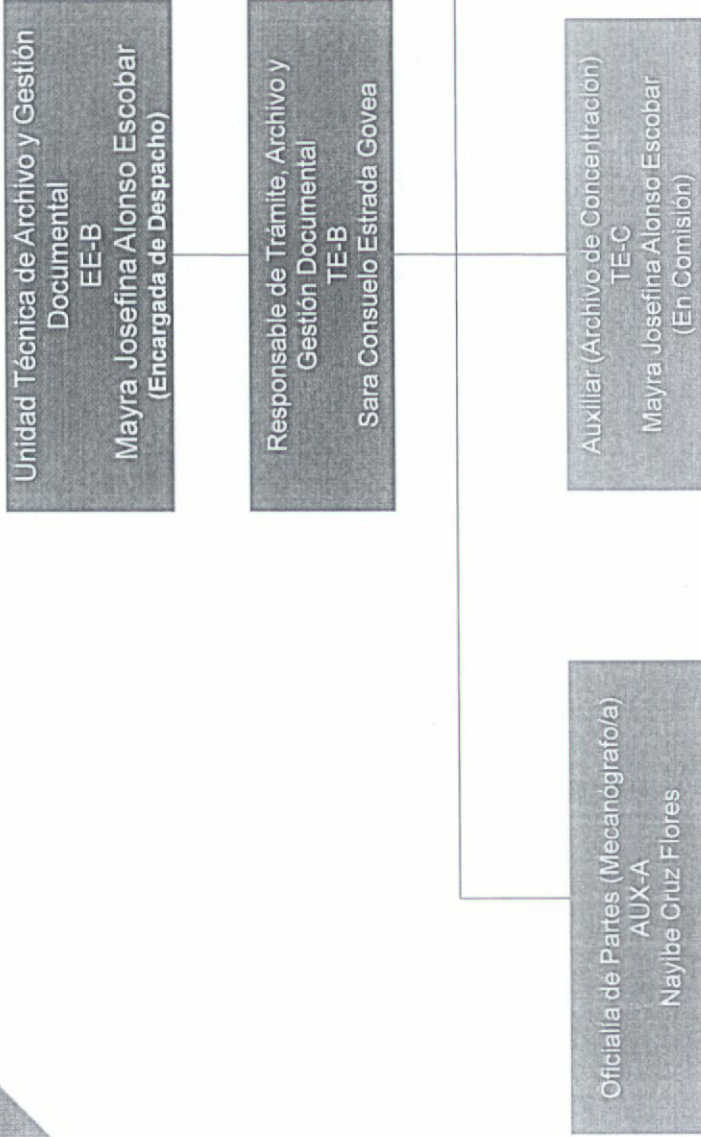 Unidad Técnica de Archivo y Gestión
Documental
EE-B
Mayra Josefina Alonso Escobar
(Encargada de Despacho)
Responsable de Trámite, Archivo y
Gestión Documental
TE-B
Sara Consuelo Estrada Govea
Oficialía de Partes (Mecanógrafo/a)
AUX-A
Nayibe Cruz Flores
Auxiliar (Archivo de Concentración)
TE-C
Mayra Josefina Alonso Escobar
(En Comisión)